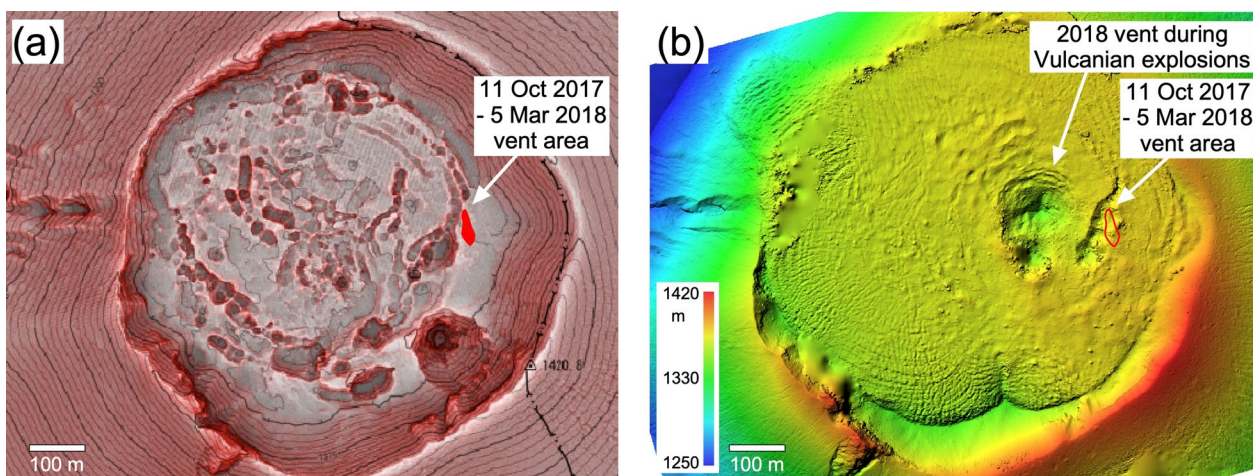 (a)
11 Oct 2017
- 5 Mar 2018
vent area
1420. 8
100 m
(b)
2018 vent during
Vulcanian explosions
11 Oct 2017
- 5 Mar 2018
vent area
1420
m
1330
1250
100 m